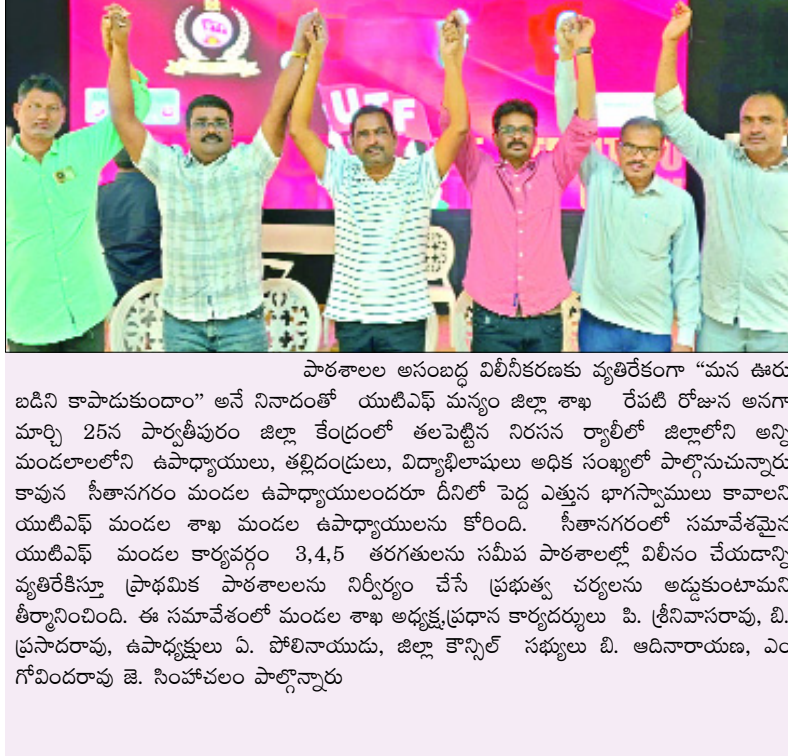 UTF
పాఠశాలల అసంబద్ధ విలీనీకరణకు వ్యతిరేకంగా “మన ఊరు
బడిని కాపాడుకుందాం” అనే నినాదంతో యుటిఎఫ్ మన్యం జిల్లా శాఖ రేపటి రోజున అనగా
మార్చి 25న పార్వతీపురం జిల్లా కేంద్రంలో తలపెట్టిన నిరసన ర్యాలీలో జిల్లాలోని అన్ని
మండలాలలోని ఉపాధ్యాయులు, తల్లిదండ్రులు, విద్యాభిలాషులు అధిక సంఖ్యలో పాల్గొనుచున్నారు
కావున సీతానగరం మండల ఉపాధ్యాయులందరూ దీనిలో పెద్ద ఎత్తున భాగస్వాములు కావాలని
యుటిఎఫ్ మండల శాఖ మండల ఉపాధ్యాయులను కోరింది. సీతానగరంలో సమావేశమైన
యుటిఎఫ్ మండల కార్యవర్గం 3,4,5 తరగతులను సమీప పాఠశాలల్లో విలీనం చేయడాన్ని
వ్యతిరేకిస్తూ ప్రాథమిక పాఠశాలలను నిర్వీర్యం చేసే ప్రభుత్వ చర్యలను అడ్డుకుంటామని
తీర్మానించింది. ఈ సమావేశంలో మండల శాఖ అధ్యక్ష,ప్రధాన కార్యదర్శులు పి. శ్రీనివాసరావు, బి.
ప్రసాదరావు, ఉపాధ్యక్షులు ఏ. పోలినాయుడు, జిల్లా కౌన్సిల్ సభ్యులు బి. ఆదినారాయణ, ఎం
గోవిందరావు జె. సింహాచలం పాల్గొన్నారు